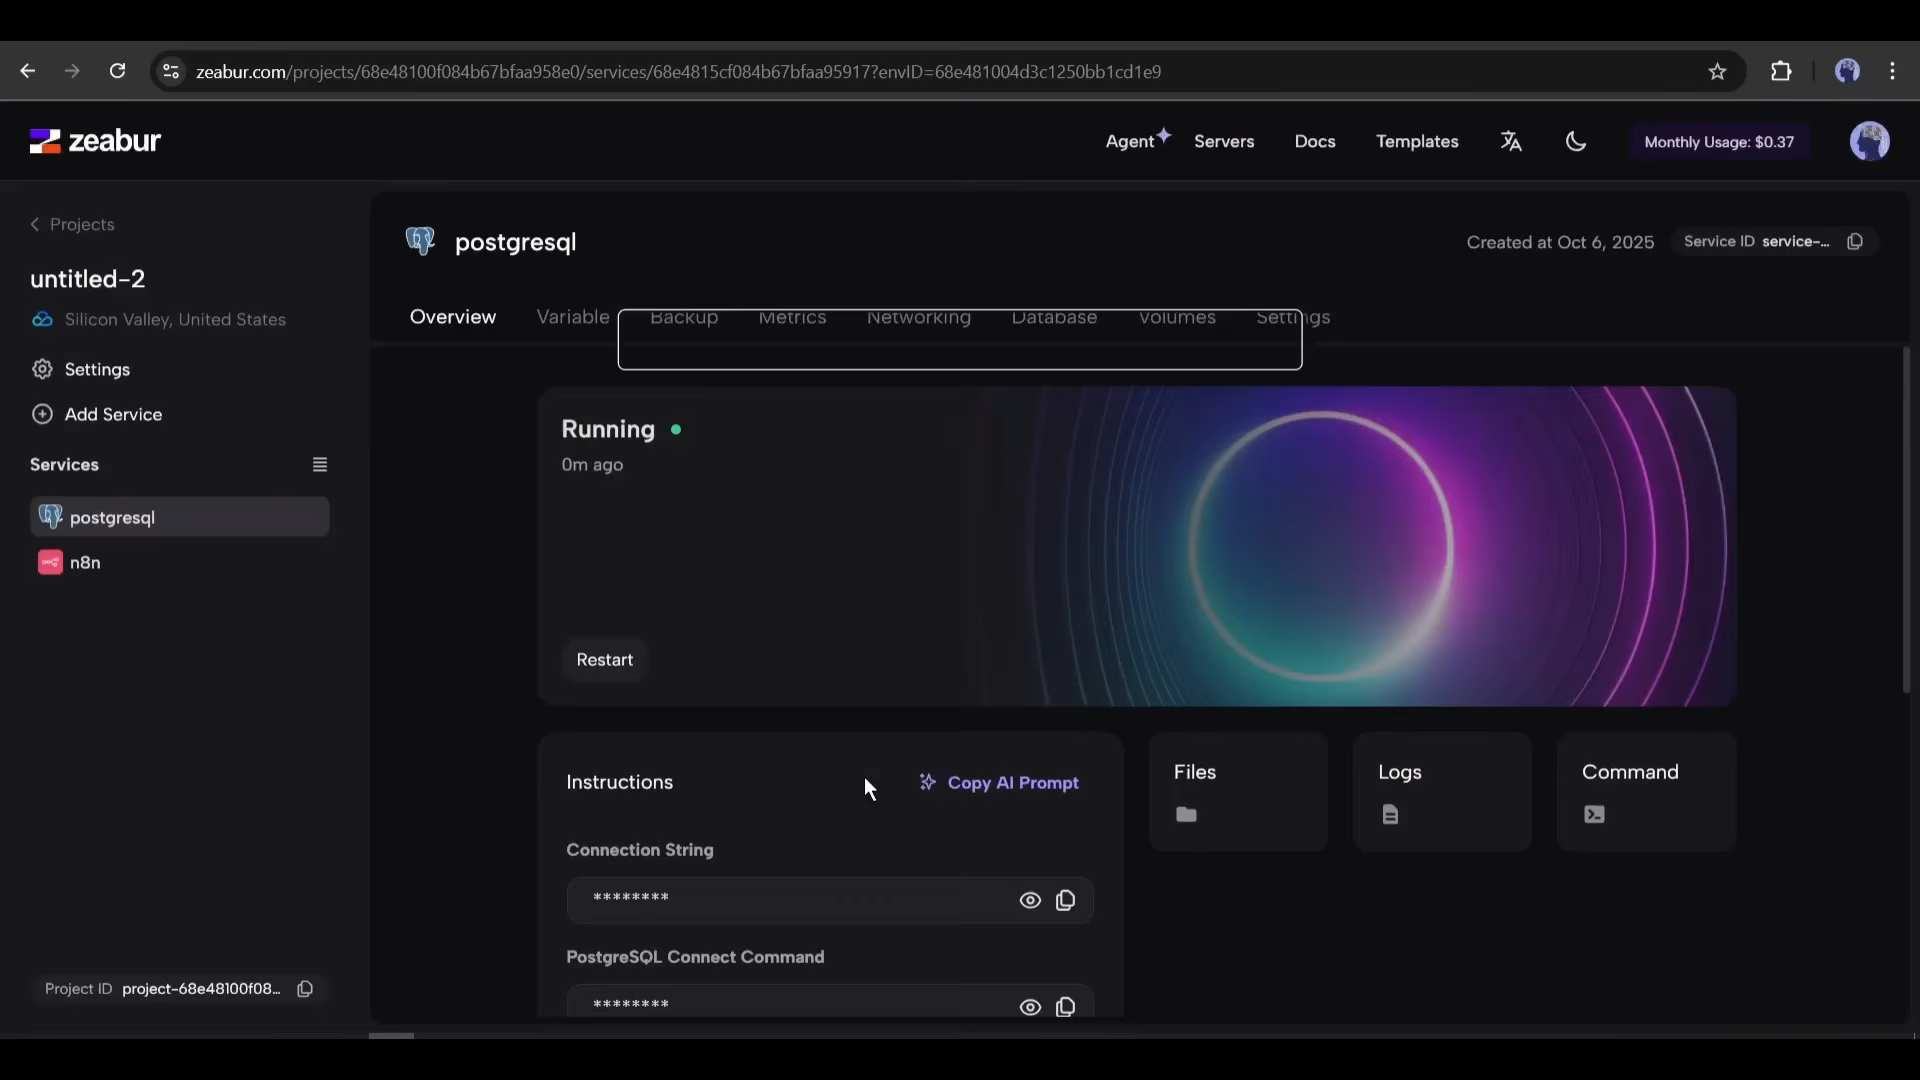 zeabur.com/projects/68e48100f084b67bfaa958e0/services/68e4815cf084b67bfaa95917?envID=68e481004d3c1250bb1cd1e9
zeabur
Agent
Servers
Docs
Templates
Monthly Usage: $0.37
Projects
untitled-2
Silicon Valley, United States
Settings
Add Service
Services
postgresql
n8n
Project ID project-68e48100f08...
postgresql
Created at Oct 6, 2025
Service ID service-...
Overview
Variable
Backup
Metrics
Networking
Database
Volumes
Settings
Running
0m ago
Restart
Instructions
Copy AI Prompt
Connection String
********
PostgreSQL Connect Command
********
Files
Logs
Command